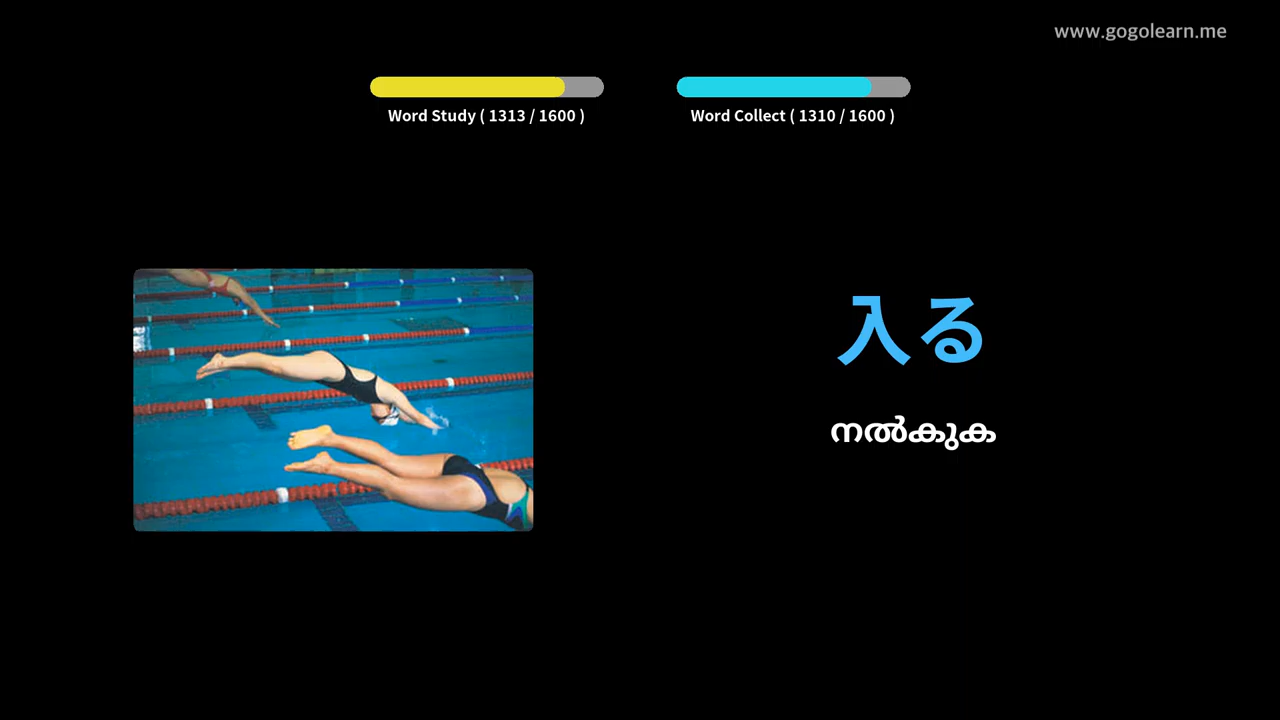 www.gogolearn.me
Word Study ( 1313 / 1600 )
Word Collect ( 1310 / 1600 )
入る
നൽകുക